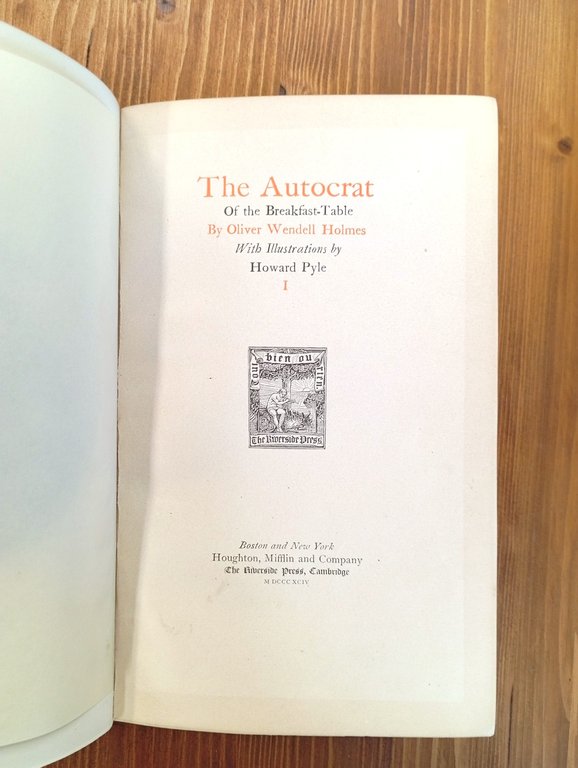 The Autocrat
Of the Breakfast-Table
By Oliver Wendell Holmes
With Illustrations by
Howard Pyle
I
Tout bien ou rien.
The Riverside Press
Boston and New York
Houghton, Mifflin and Company
The Riverside Press, Cambridge
M DCCC XCIV